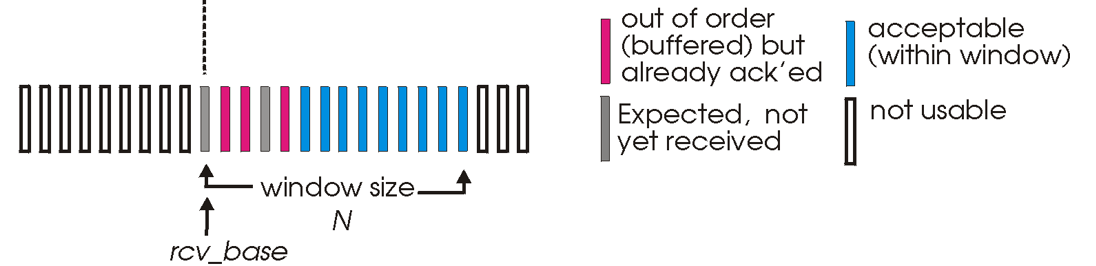 out of order
(buffered) but
already ack'ed
acceptable
(within window)
Expected, not
yet received
not usable
window size
N
rcv_base